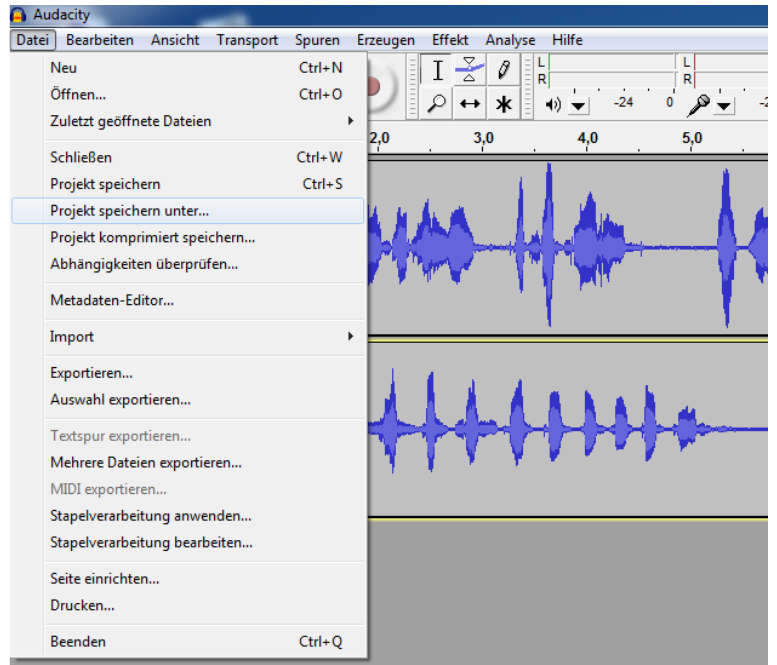 Audacity
Datei Bearbeiten Ansicht Transport Spuren Erzeugen Effekt Analyse Hilfe
Neu Ctrl+N
Öffnen... Ctrl+O
Zuletzt geöffnete Dateien
Schließen Ctrl+W
Projekt speichern Ctrl+S
Projekt speichern unter...
Projekt komprimiert speichern...
Abhängigkeiten überprüfen...
Metadaten-Editor...
Import
Exportieren...
Auswahl exportieren...
Textspur exportieren...
Mehrere Dateien exportieren...
MIDI exportieren...
Stapelverarbeitung anwenden...
Stapelverarbeitung bearbeiten...
Seite einrichten...
Drucken...
Beenden Ctrl+Q
L L
R R
-24 0 -2
2,0 3,0 4,0 5,0